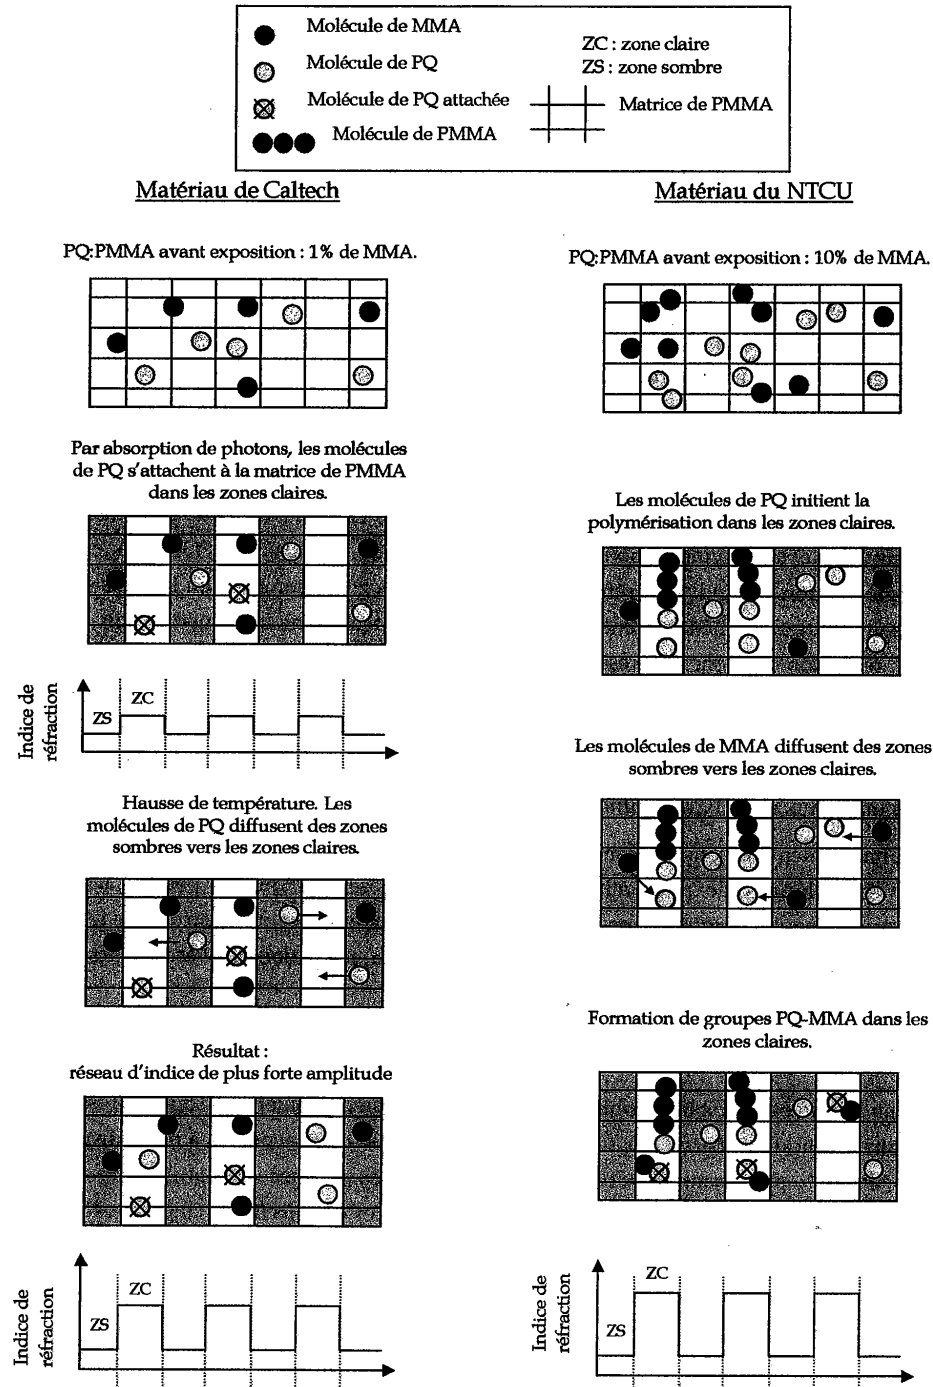 Molécule de MMA
Molécule de PQ
Molécule de PQ attachée
Molécule de PMMA
ZC : zone claire
ZS : zone sombre
Matrice de PMMA
Matériau de Caltech
PQ:PMMA avant exposition : 1% de MMA.
Par absorption de photons, les molécules
de PQ s'attachent à la matrice de PMMA
dans les zones claires.
Indice de
réfraction
ZS
ZC
Hausse de température. Les
molécules de PQ diffusent des zones
sombres vers les zones claires.
Résultat :
réseau d'indice de plus forte amplitude
Indice de
réfraction
ZS
ZC
Matériau du NTCU
PQ:PMMA avant exposition : 10% de MMA.
Les molécules de PQ initient la
polymérisation dans les zones claires.
Les molécules de MMA diffusent des zones
sombres vers les zones claires.
Formation de groupes PQ-MMA dans les
zones claires.
Indice de
réfraction
ZS
ZC